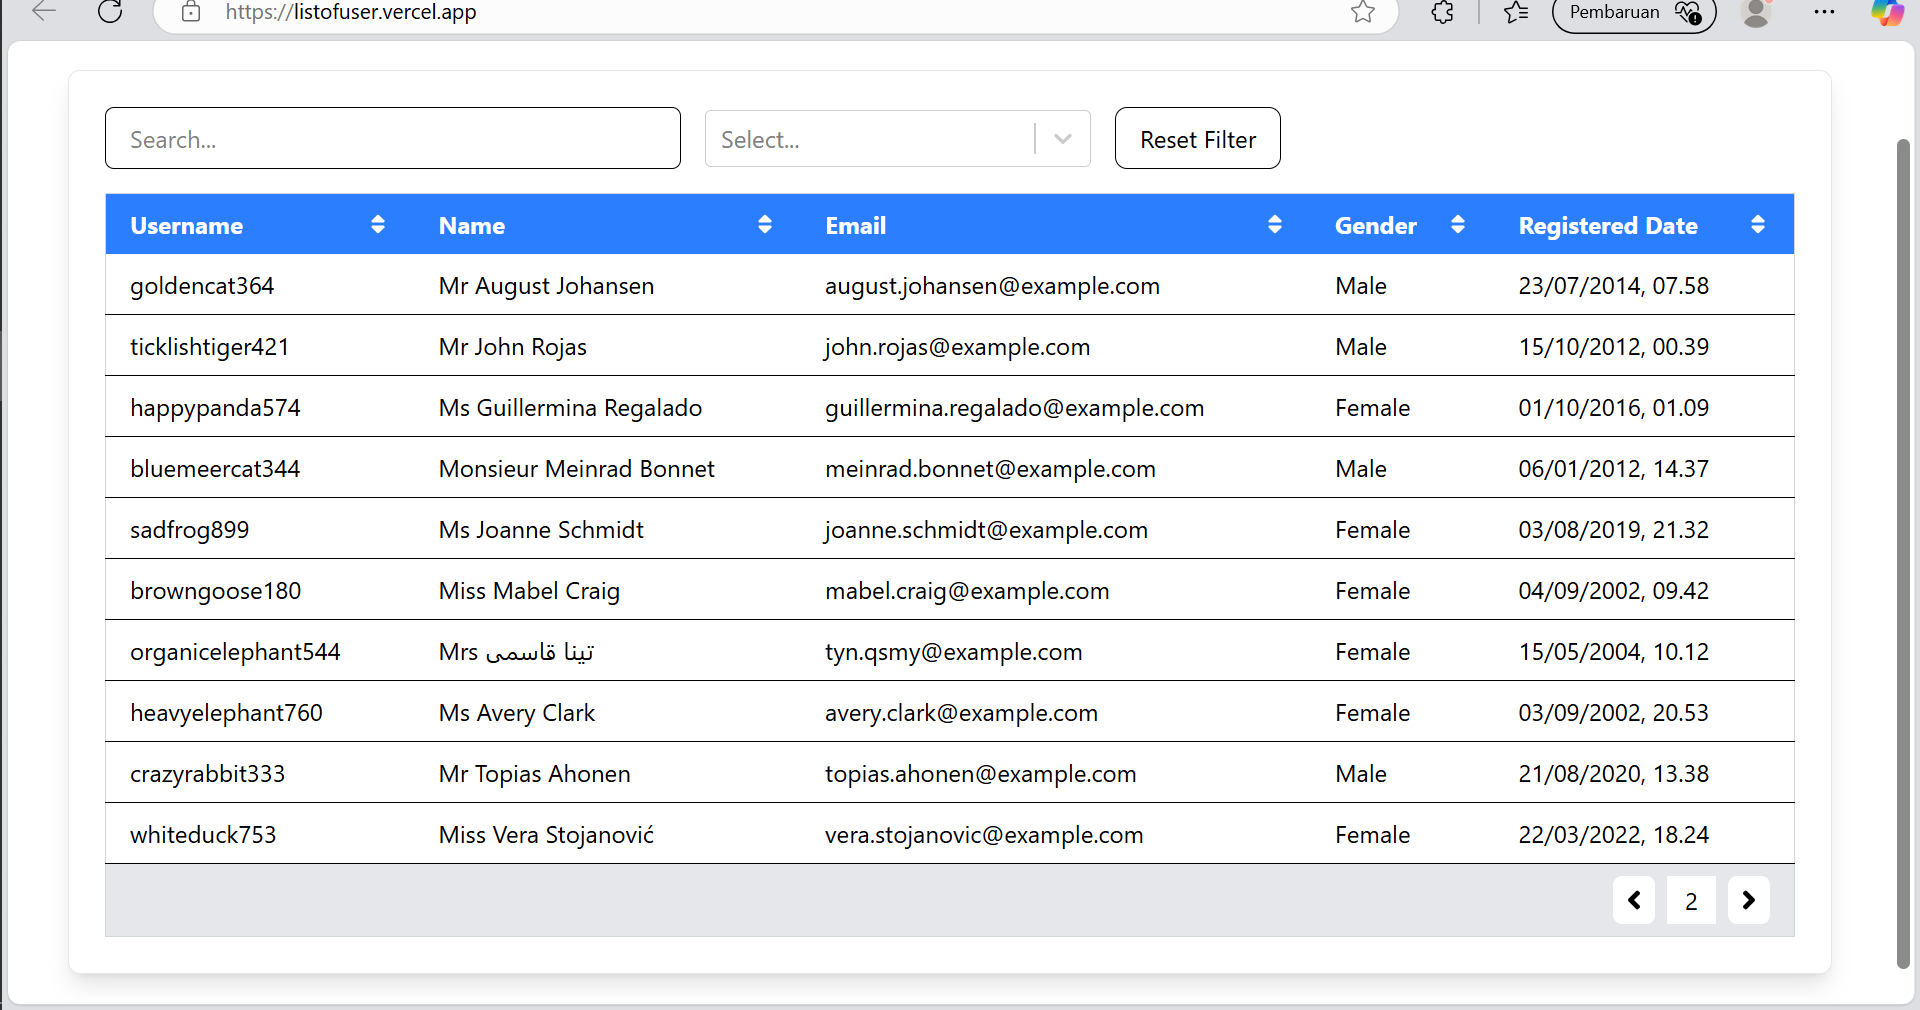 https://listofuser.vercel.app
Pembaruan
Search...
Select...
Reset Filter
Username Name Email Gender Registered Date
goldencat364 Mr August Johansen august.johansen@example.com Male 23/07/2014, 07.58
ticklishtiger421 Mr John Rojas john.rojas@example.com Male 15/10/2012, 00.39
happypanda574 Ms Guillermina Regalado guillermina.regalado@example.com Female 01/10/2016, 01.09
bluemeercat344 Monsieur Meinrad Bonnet meinrad.bonnet@example.com Male 06/01/2012, 14.37
sadfrog899 Ms Joanne Schmidt joanne.schmidt@example.com Female 03/08/2019, 21.32
browngoose180 Miss Mabel Craig mabel.craig@example.com Female 04/09/2002, 09.42
organicelephant544 Mrs تینا قاسمی tyn.qsmy@example.com Female 15/05/2004, 10.12
heavyelephant760 Ms Avery Clark avery.clark@example.com Female 03/09/2002, 20.53
crazyrabbit333 Mr Topias Ahonen topias.ahonen@example.com Male 21/08/2020, 13.38
whiteduck753 Miss Vera Stojanović vera.stojanovic@example.com Female 22/03/2022, 18.24
2